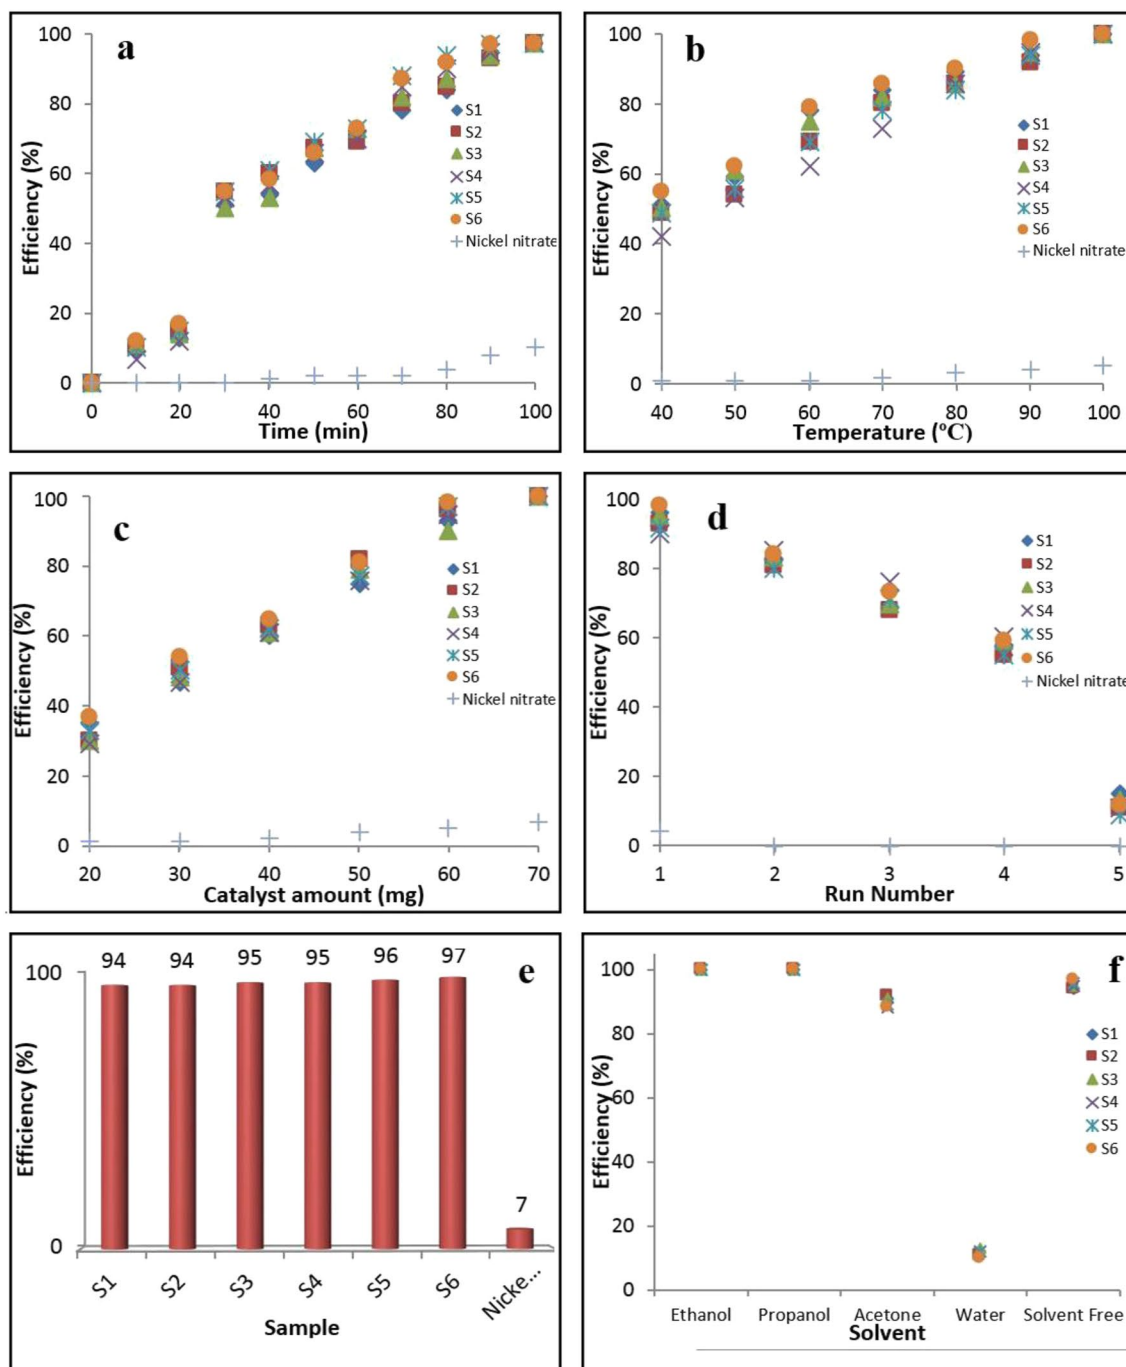 a
100
80
60
40
20
0
Efficiency (%)
S1
S2
S3
S4
S5
S6
Nickel nitrate
0 20 40 60 80 100
Time (min)
b
100
80
60
40
20
0
Efficiency (%)
S1
S2
S3
S4
S5
S6
Nickel nitrate
40 50 60 70 80 90 100
Temperature (ºC)
c
100
80
60
40
20
0
Efficiency (%)
S1
S2
S3
S4
S5
S6
Nickel nitrate
20 30 40 50 60 70
Catalyst amount (mg)
d
100
80
60
40
20
0
Efficiency (%)
S1
S2
S3
S4
S5
S6
Nickel nitrate
1 2 3 4 5
Run Number
e
94 94 95 95 96 97
7
100
0
Efficiency (%)
S1 S2 S3 S4 S5 S6 Nicke...
Sample
f
100
80
60
40
20
0
Efficiency (%)
S1
S2
S3
S4
S5
S6
Ethanol Propanol Acetone Water Solvent Free
Solvent